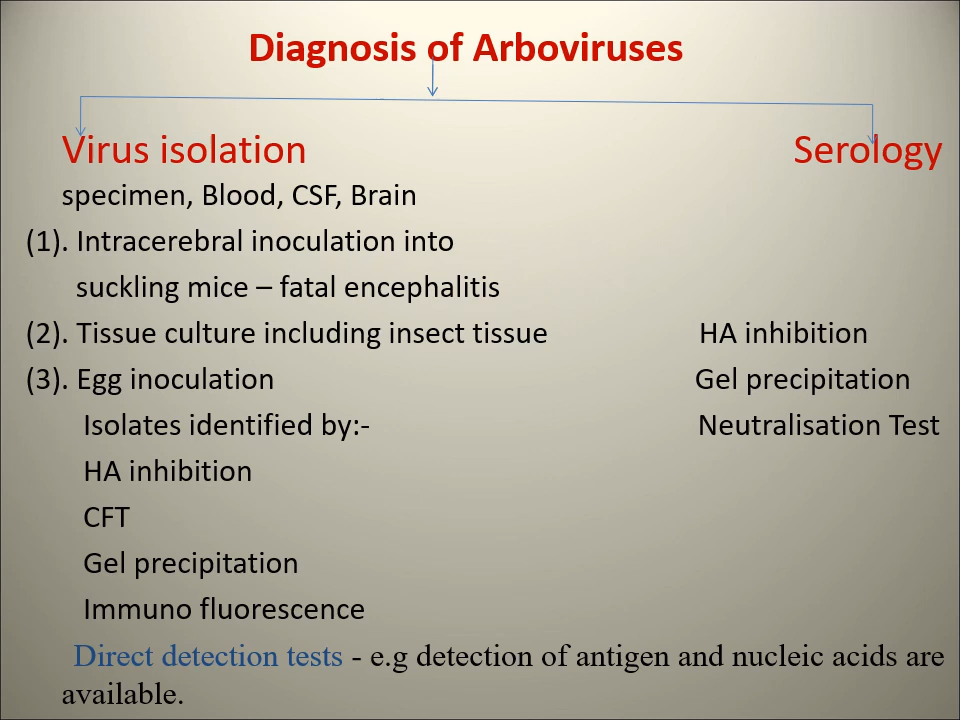 Diagnosis of Arboviruses
Virus isolation Serology
specimen, Blood, CSF, Brain
(1). Intracerebral inoculation into
suckling mice – fatal encephalitis
(2). Tissue culture including insect tissue HA inhibition
(3). Egg inoculation Gel precipitation
Isolates identified by:- Neutralisation Test
HA inhibition
CFT
Gel precipitation
Immuno fluorescence
Direct detection tests - e.g detection of antigen and nucleic acids are
available.